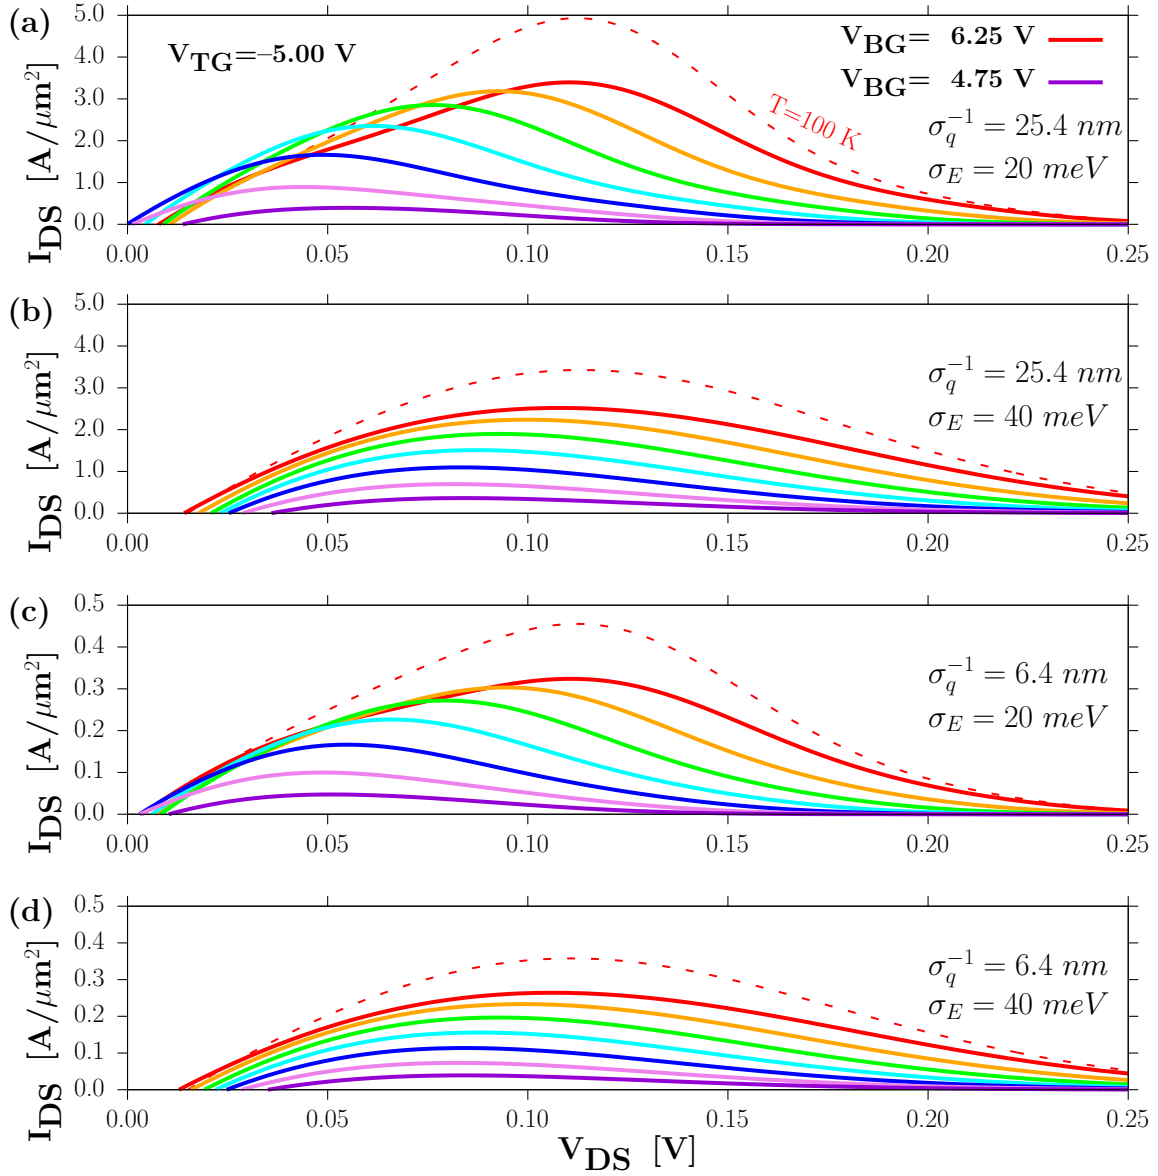 (a)
5.0
4.0
3.0
2.0
1.0
0.0
I_DS [A/μm²]
V_TG=–5.00 V
V_BG= 6.25 V
V_BG= 4.75 V
T=100 K
σ_q^{-1} = 25.4 nm
σ_E = 20 meV
0.00 0.05 0.10 0.15 0.20 0.25
(b)
5.0
4.0
3.0
2.0
1.0
0.0
I_DS [A/μm²]
σ_q^{-1} = 25.4 nm
σ_E = 40 meV
0.00 0.05 0.10 0.15 0.20 0.25
(c)
0.5
0.4
0.3
0.2
0.1
0.0
I_DS [A/μm²]
σ_q^{-1} = 6.4 nm
σ_E = 20 meV
0.00 0.05 0.10 0.15 0.20 0.25
(d)
0.5
0.4
0.3
0.2
0.1
0.0
I_DS [A/μm²]
σ_q^{-1} = 6.4 nm
σ_E = 40 meV
0.00 0.05 0.10 0.15 0.20 0.25
V_DS [V]